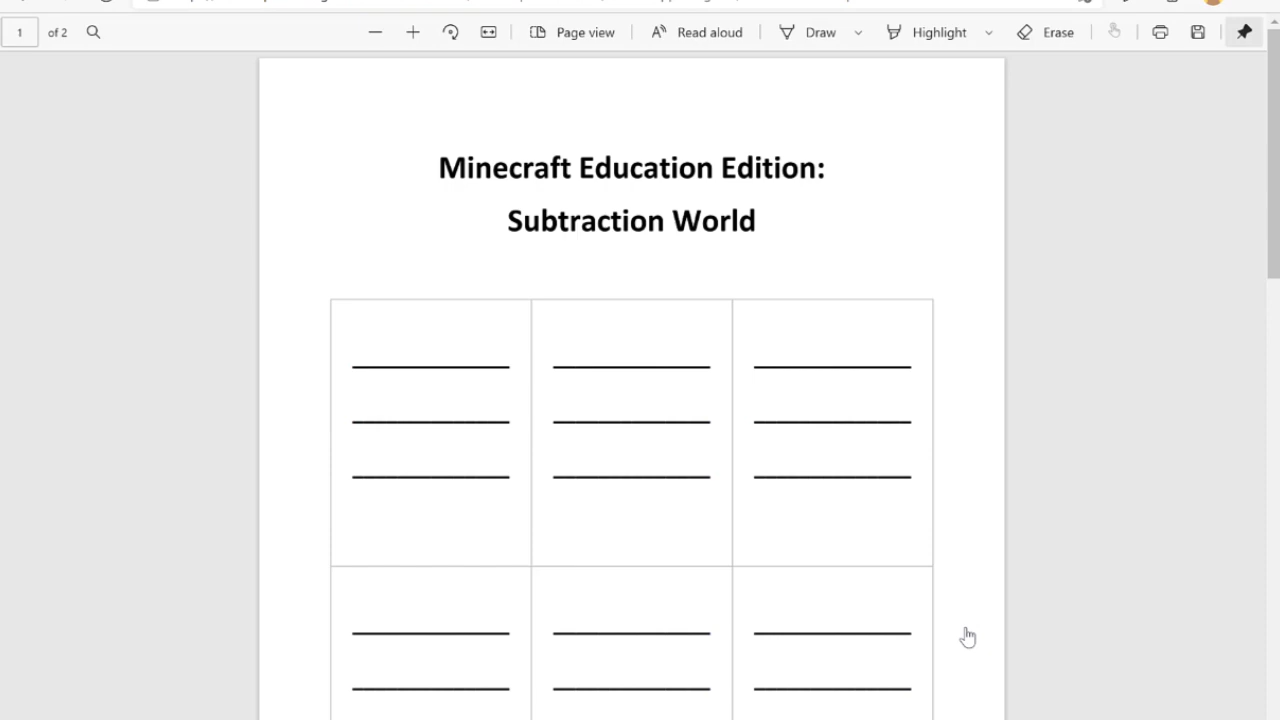 1 of 2 Page view Read aloud Draw Highlight Erase
Minecraft Education Edition:
Subtraction World